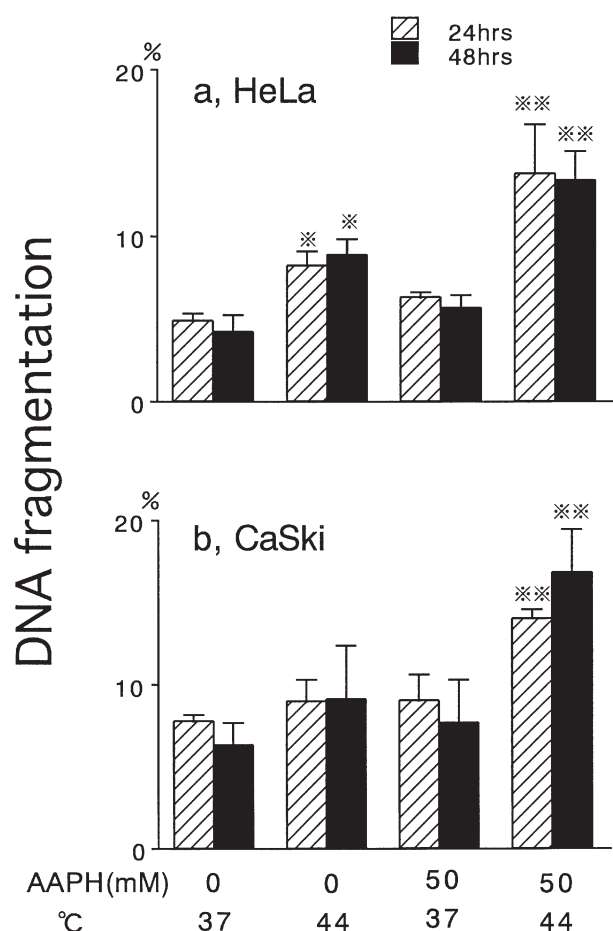 24hrs
48hrs
%
20
a, HeLa
※※
※※
※
※
10
0
DNA fragmentation
%
20
b, CaSki
※※
※※
10
0
AAPH(mM) 0 0 50 50
℃ 37 44 37 44